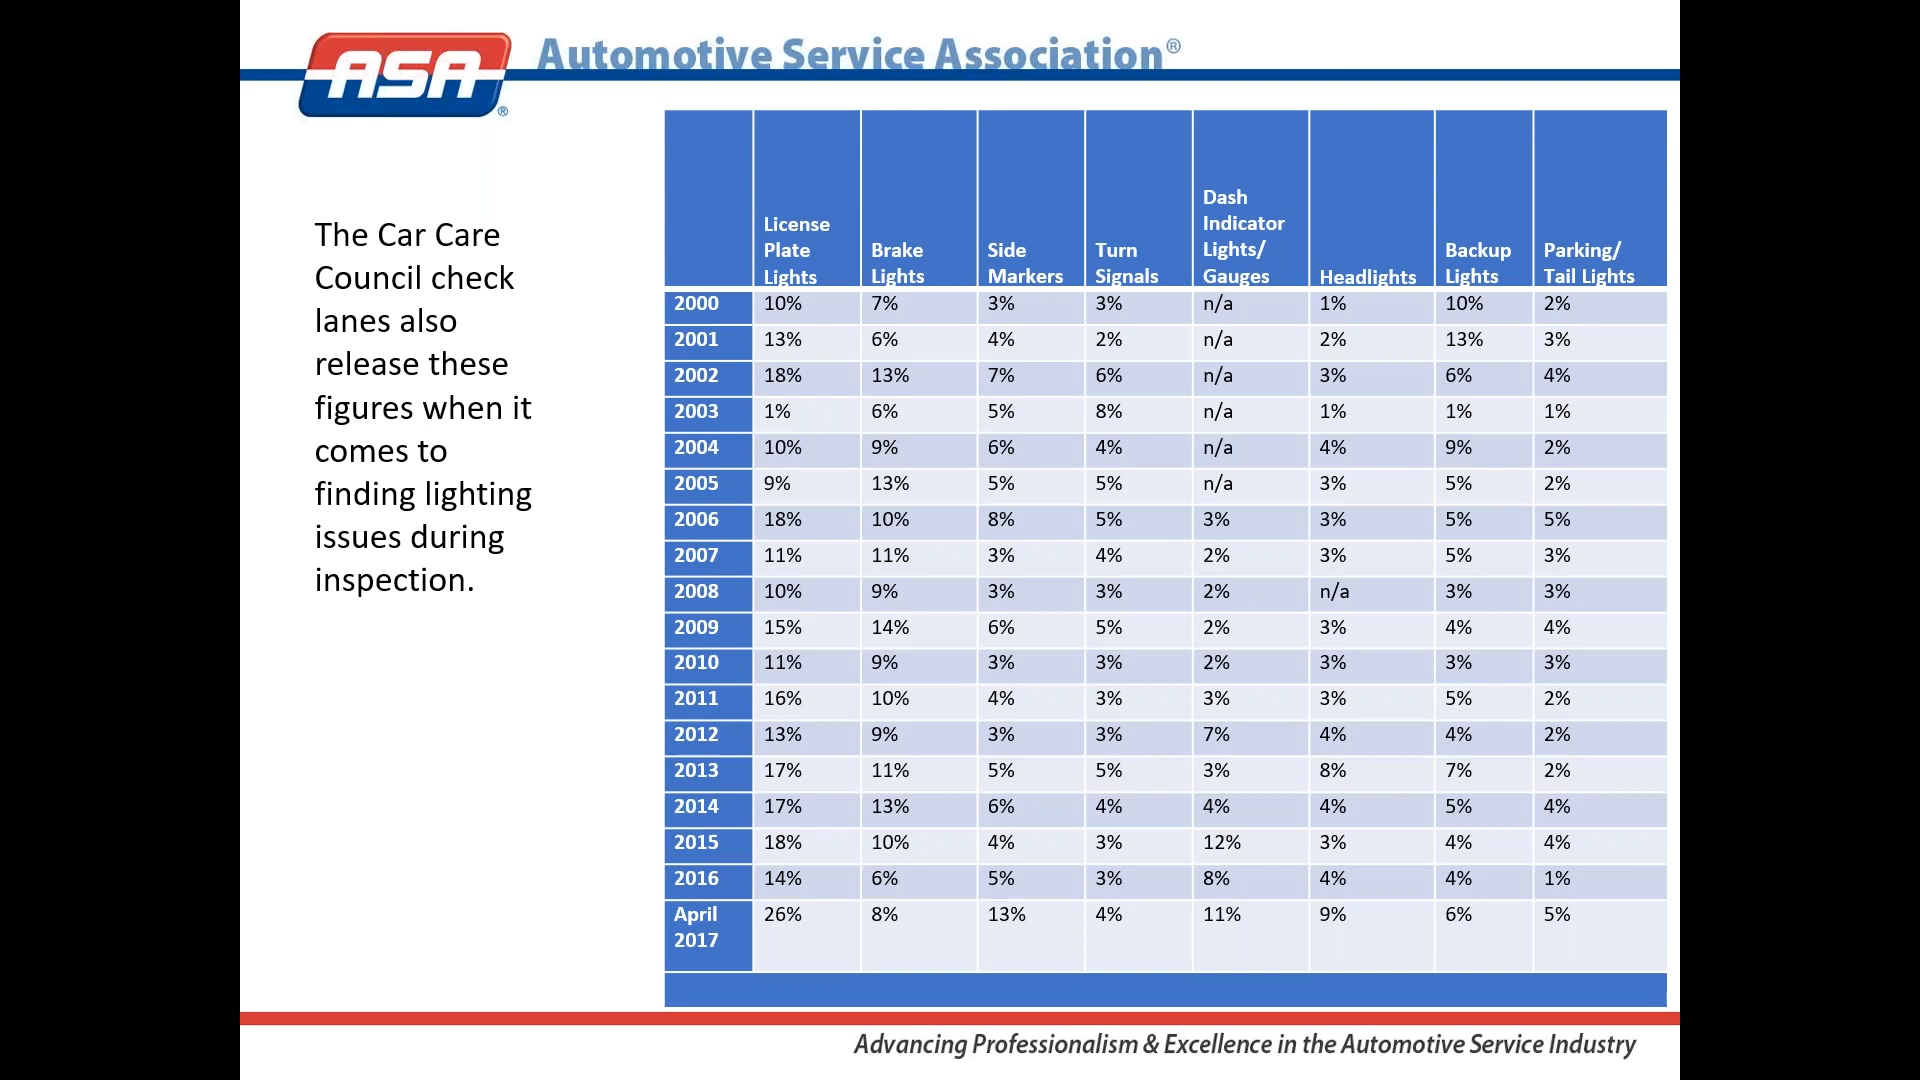 ASA®
Automotive Service Association®
The Car Care
Council check
lanes also
release these
figures when it
comes to
finding lighting
issues during
inspection.
License Plate Lights Brake Lights Side Markers Turn Signals Dash Indicator Lights/ Gauges Headlights Backup Lights Parking/ Tail Lights
2000 10% 7% 3% 3% n/a 1% 10% 2%
2001 13% 6% 4% 2% n/a 2% 13% 3%
2002 18% 13% 7% 6% n/a 3% 6% 4%
2003 1% 6% 5% 8% n/a 1% 1% 1%
2004 10% 9% 6% 4% n/a 4% 9% 2%
2005 9% 13% 5% 5% n/a 3% 5% 2%
2006 18% 10% 8% 5% 3% 3% 5% 5%
2007 11% 11% 3% 4% 2% 3% 5% 3%
2008 10% 9% 3% 3% 2% n/a 3% 3%
2009 15% 14% 6% 5% 2% 3% 4% 4%
2010 11% 9% 3% 3% 2% 3% 3% 3%
2011 16% 10% 4% 3% 3% 3% 5% 2%
2012 13% 9% 3% 3% 7% 4% 4% 2%
2013 17% 11% 5% 5% 3% 8% 7% 2%
2014 17% 13% 6% 4% 4% 4% 5% 4%
2015 18% 10% 4% 3% 12% 3% 4% 4%
2016 14% 6% 5% 3% 8% 4% 4% 1%
April 2017 26% 8% 13% 4% 11% 9% 6% 5%
Advancing Professionalism & Excellence in the Automotive Service Industry